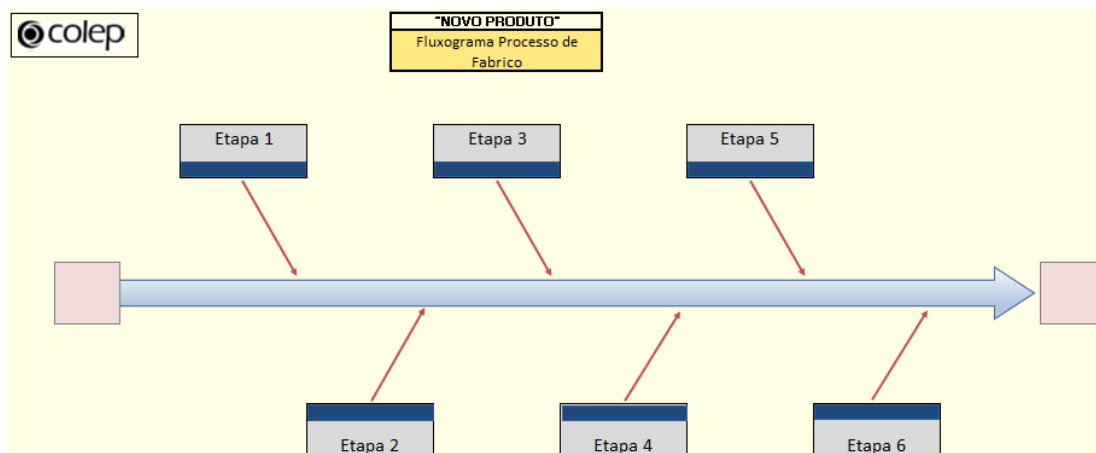 colep
"NOVO PRODUTO"
Fluxograma Processo de
Fabrico
Etapa 1
Etapa 3
Etapa 5
Etapa 2
Etapa 4
Etapa 6